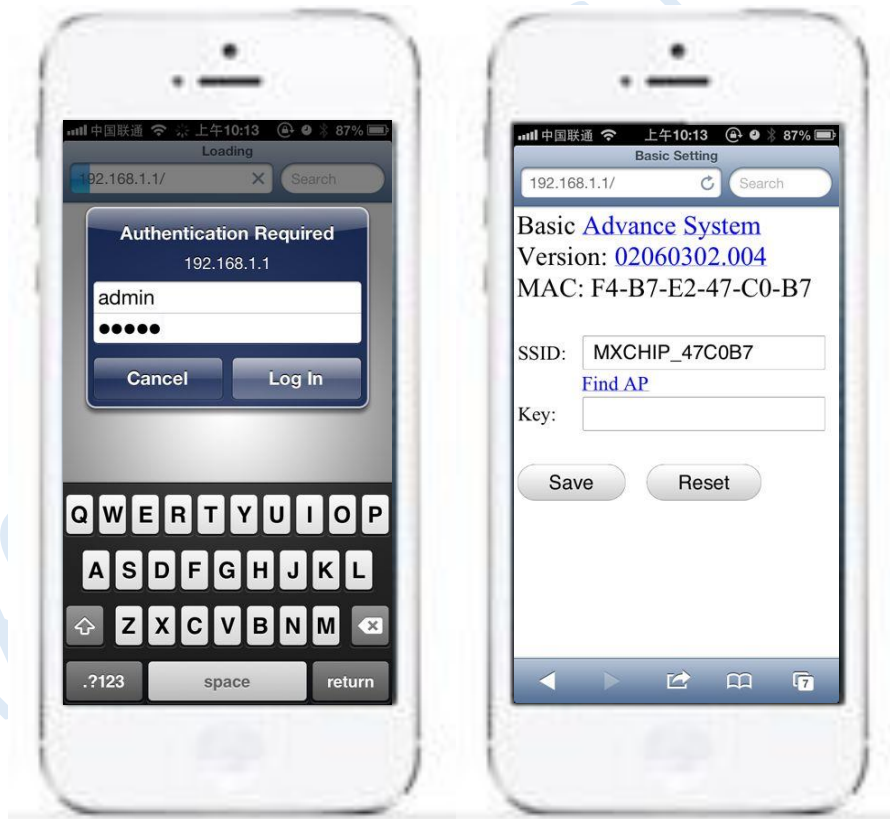 中国联通 上午10:13 87%
Loading
192.168.1.1/ Search
Authentication Required
192.168.1.1
admin
●●●●●
Cancel Log In
Q W E R T Y U I O P
A S D F G H J K L
Z X C V B N M
.?123 space return
中国联通 上午10:13 87%
Basic Setting
192.168.1.1/ Search
Basic Advance System
Version: 02060302.004
MAC: F4-B7-E2-47-C0-B7
SSID: MXCHIP_47C0B7
Find AP
Key:
Save Reset
7